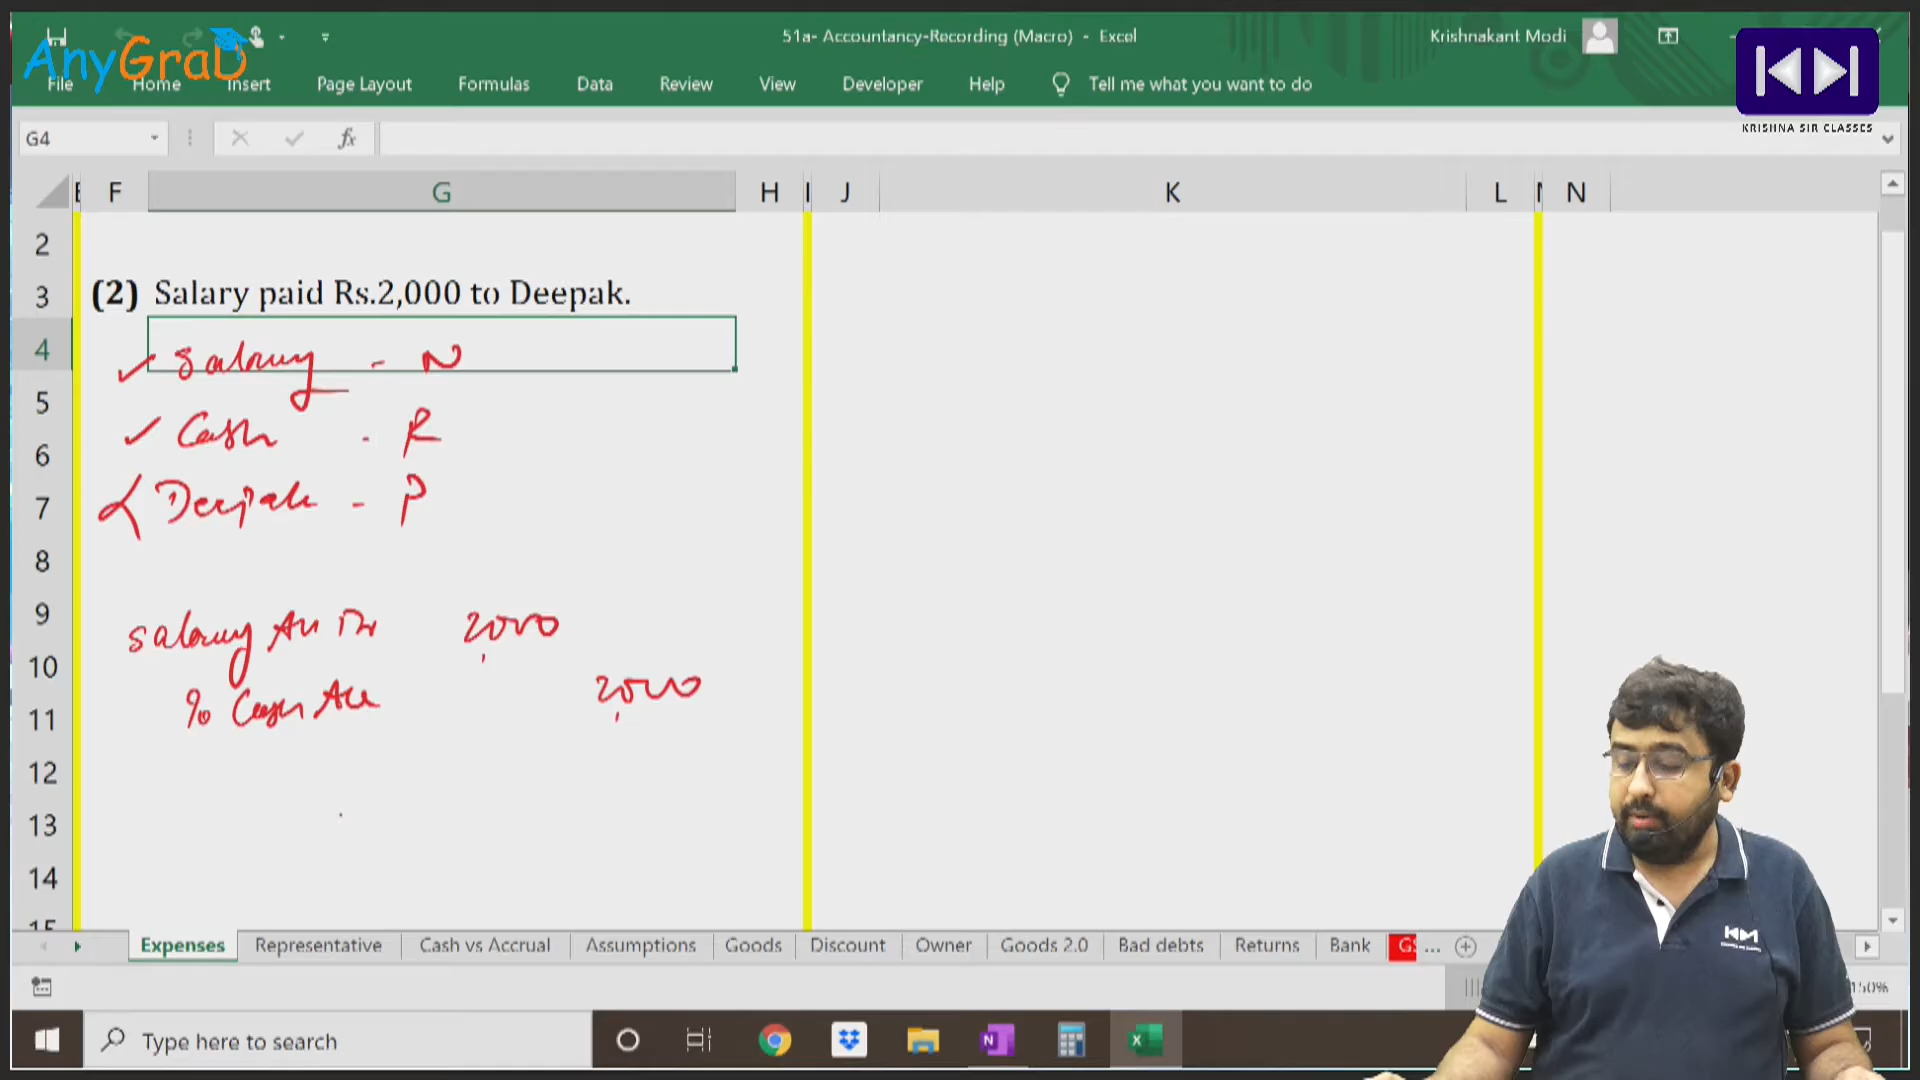 51a- Accountancy-Recording (Macro) - Excel
Krishnakant Modi
AnyGraD
KRISHNA SIR CLASSES
File Home Insert Page Layout Formulas Data Review View Developer Help Tell me what you want to do
G4 fx
F G H I J K L N
2
3 (2) Salary paid Rs.2,000 to Deepak.
4 Salary - N
5
6 Cash - R
7 Deepak - P
8
9 Salary Acc Dr 2000
10
11 % Cash Acc 2000
12
13
14
15
Expenses Representative Cash vs Accrual Assumptions Goods Discount Owner Goods 2.0 Bad debts Returns Bank ...
150%
Type here to search